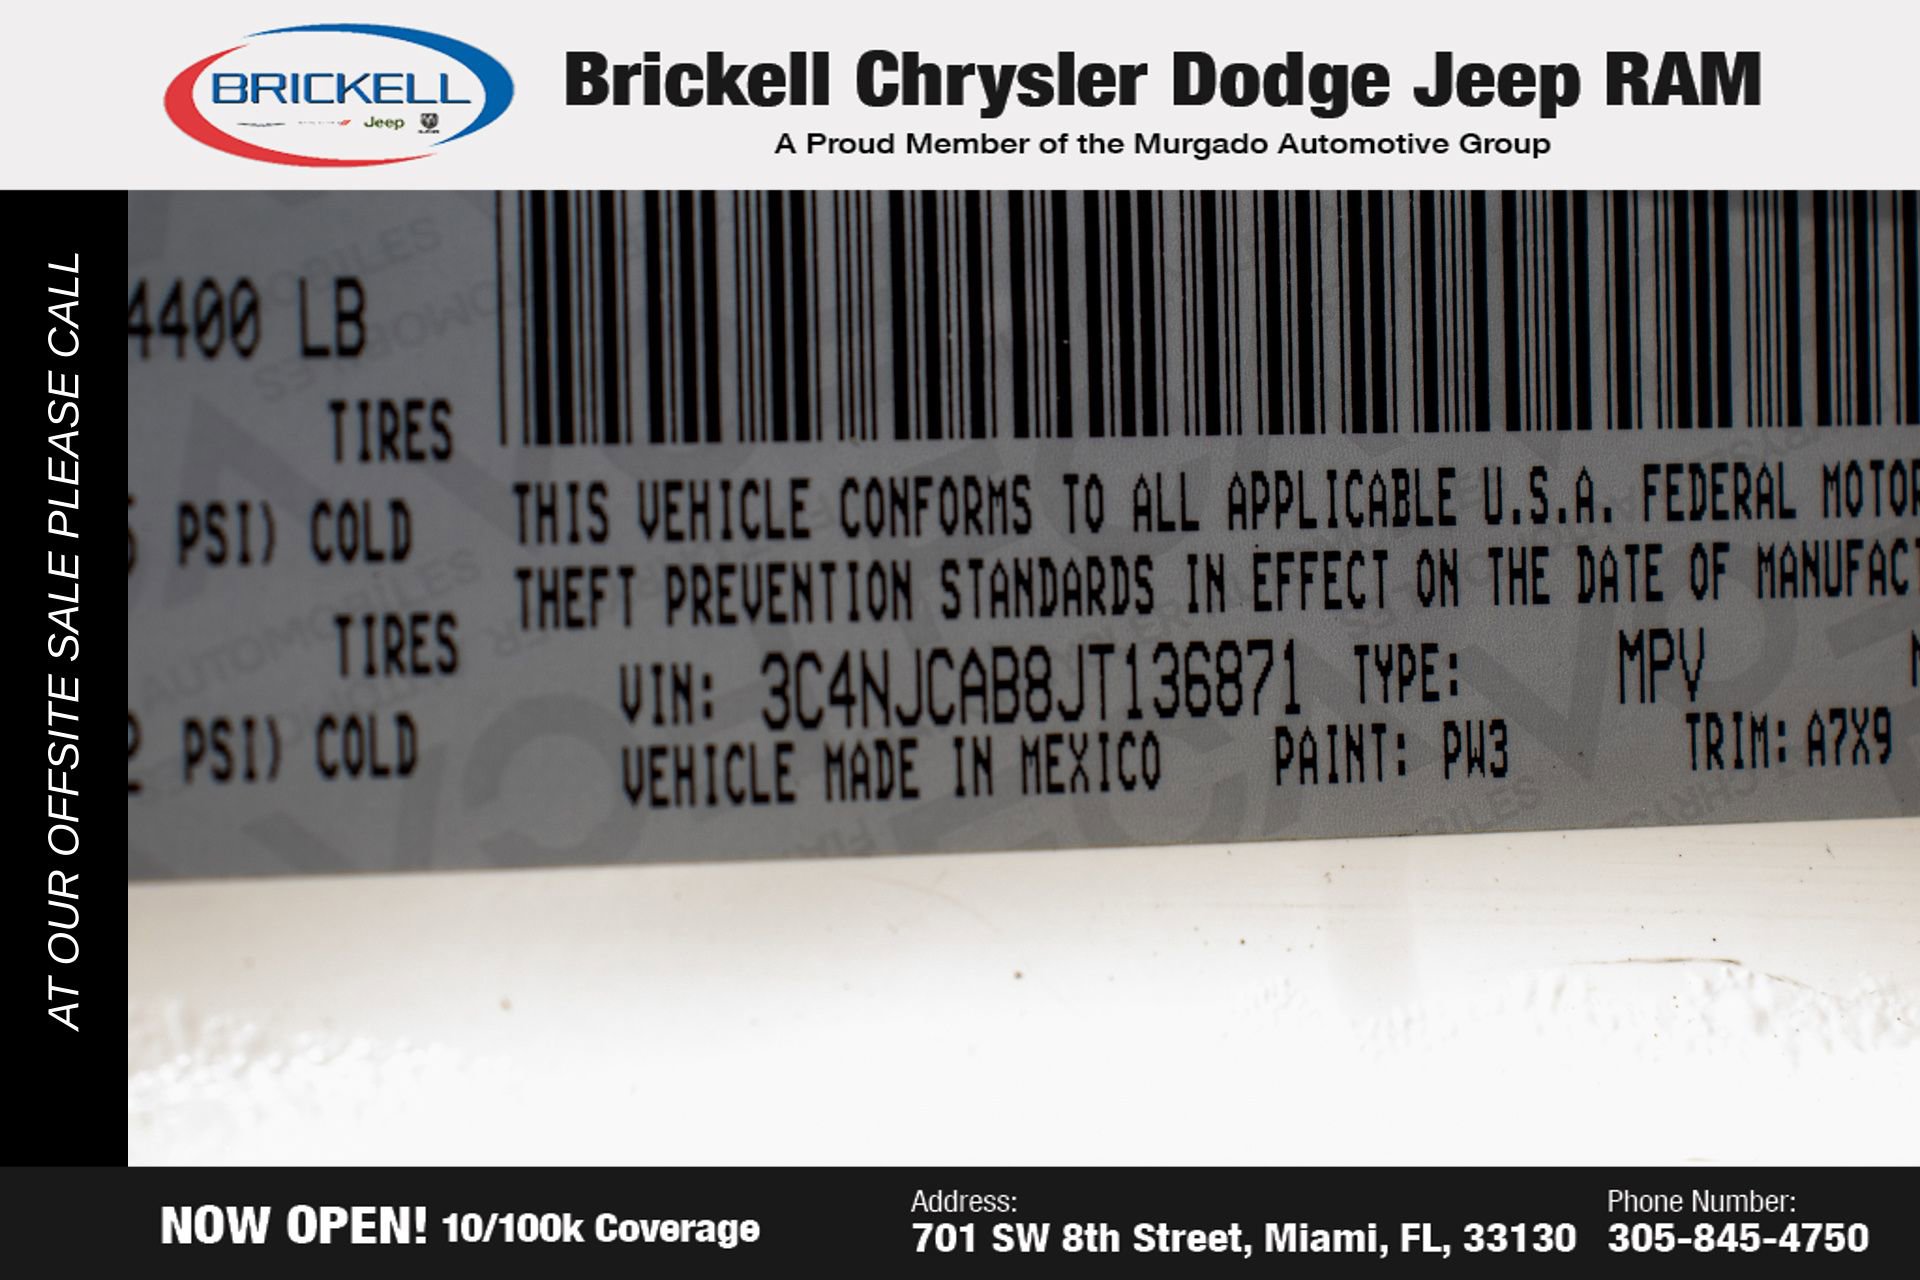 BRICKELL
Jeep
RAM
Brickell Chrysler Dodge Jeep RAM
A Proud Member of the Murgado Automotive Group
AT OUR OFFSITE SALE PLEASE CALL
4400 LB
TIRES
PSI) COLD
TIRES
PSI) COLD
THIS VEHICLE CONFORMS TO ALL APPLICABLE U.S.A. FEDERAL MOTOR
THEFT PREVENTION STANDARDS IN EFFECT ON THE DATE OF MANUFACT
VIN: 3C4NJCAB8JT136871 TYPE: MPV
VEHICLE MADE IN MEXICO PAINT: PW3 TRIM: A7X9
NOW OPEN! 10/100k Coverage
Address:
701 SW 8th Street, Miami, FL, 33130
Phone Number:
305-845-4750